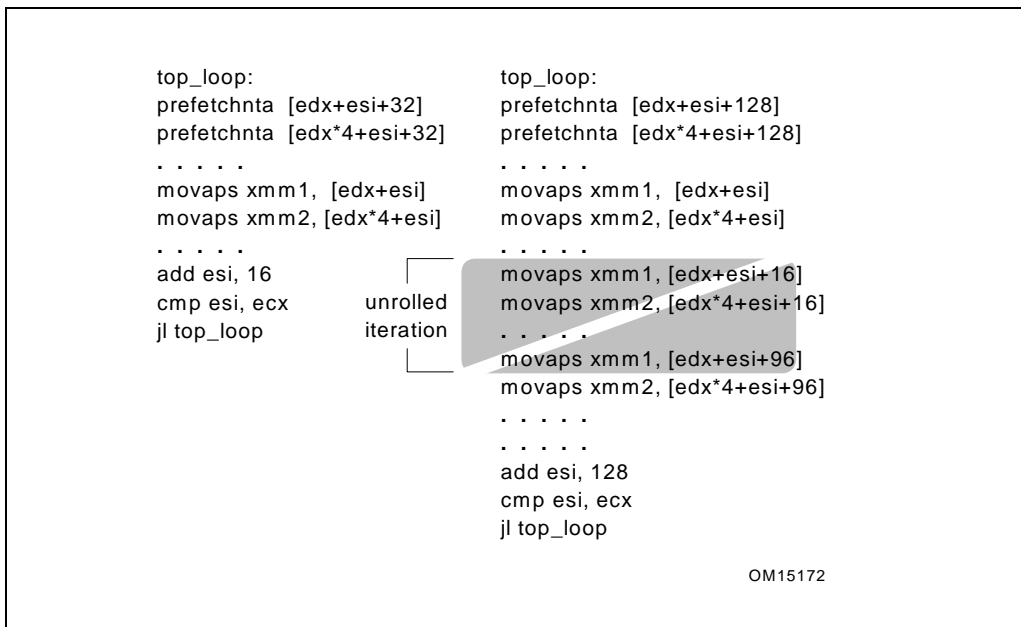 top_loop:
prefetchnta [edx+esi+32]
prefetchnta [edx*4+esi+32]
. . . . .
movaps xmm1, [edx+esi]
movaps xmm2, [edx*4+esi]
. . . . .
add esi, 16
cmp esi, ecx
jl top_loop
unrolled
iteration
top_loop:
prefetchnta [edx+esi+128]
prefetchnta [edx*4+esi+128]
. . . . .
movaps xmm1, [edx+esi]
movaps xmm2, [edx*4+esi]
. . . . .
movaps xmm1, [edx+esi+16]
movaps xmm2, [edx*4+esi+16]
. . . . .
movaps xmm1, [edx+esi+96]
movaps xmm2, [edx*4+esi+96]
. . . . .
. . . . .
add esi, 128
cmp esi, ecx
jl top_loop
OM15172